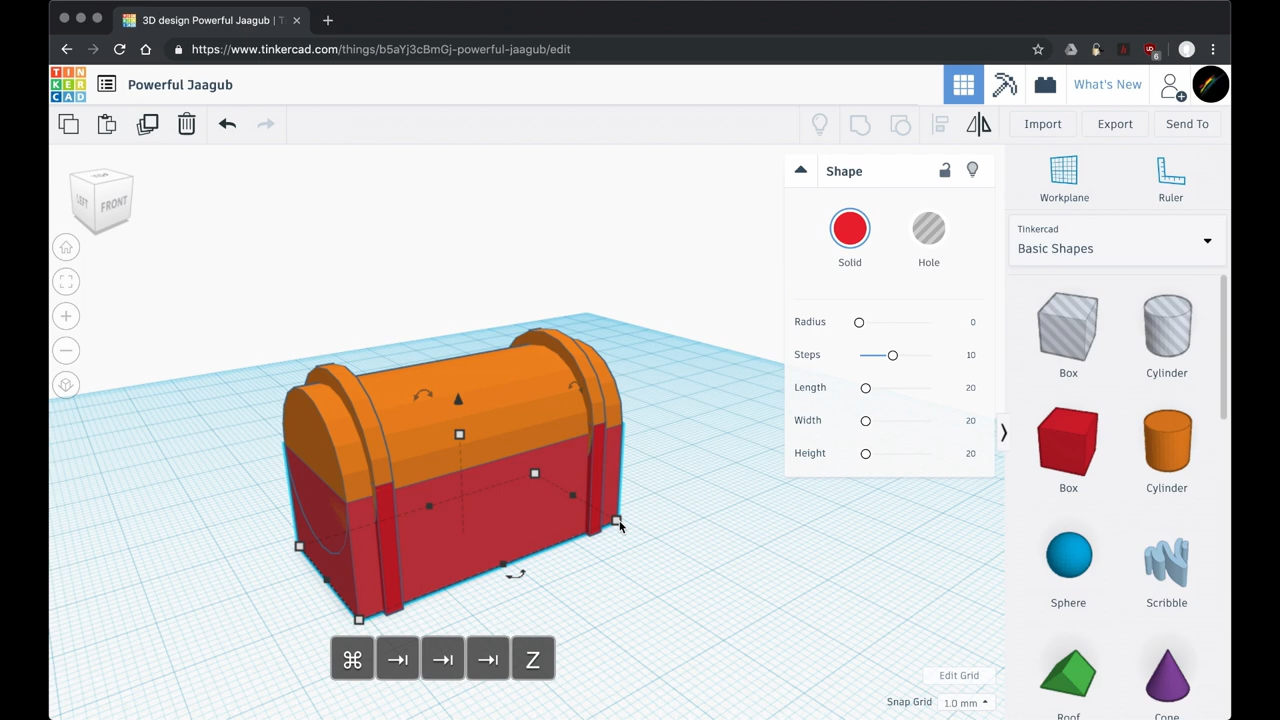 3D design Powerful Jaagub | T
https://www.tinkercad.com/things/b5aYj3cBmGj-powerful-jaagub/edit
6
TIN
KER
CAD
Powerful Jaagub
What's New
Import
Export
Send To
TOP
LEFT
FRONT
Shape
Solid
Hole
Radius
0
Steps
10
Length
20
Width
20
Height
20
Workplane
Ruler
Tinkercad
Basic Shapes
Box
Cylinder
Box
Cylinder
Sphere
Scribble
Roof
Cone
⌘ ⇥ ⇥ ⇥ Z
Edit Grid
Snap Grid 1.0 mm